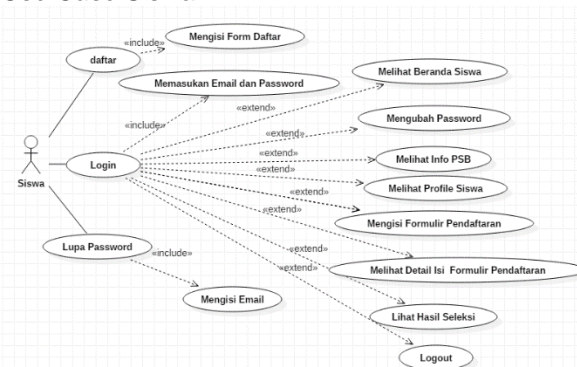 «include»
Mengisi Form Daftar
daftar
Memasukan Email dan Password
Melihat Beranda Siswa
«extend»
«include»
Mengubah Password
«extend»
Login
«extend»
Melihat Info PSB
«extend»
Melihat Profile Siswa
Siswa
«extend»
«extend»
Mengisi Formulir Pendaftaran
Lupa Password
«include»
«extend»
«extend»
Melihat Detail Isi Formulir Pendaftaran
Mengisi Email
Lihat Hasil Seleksi
Logout